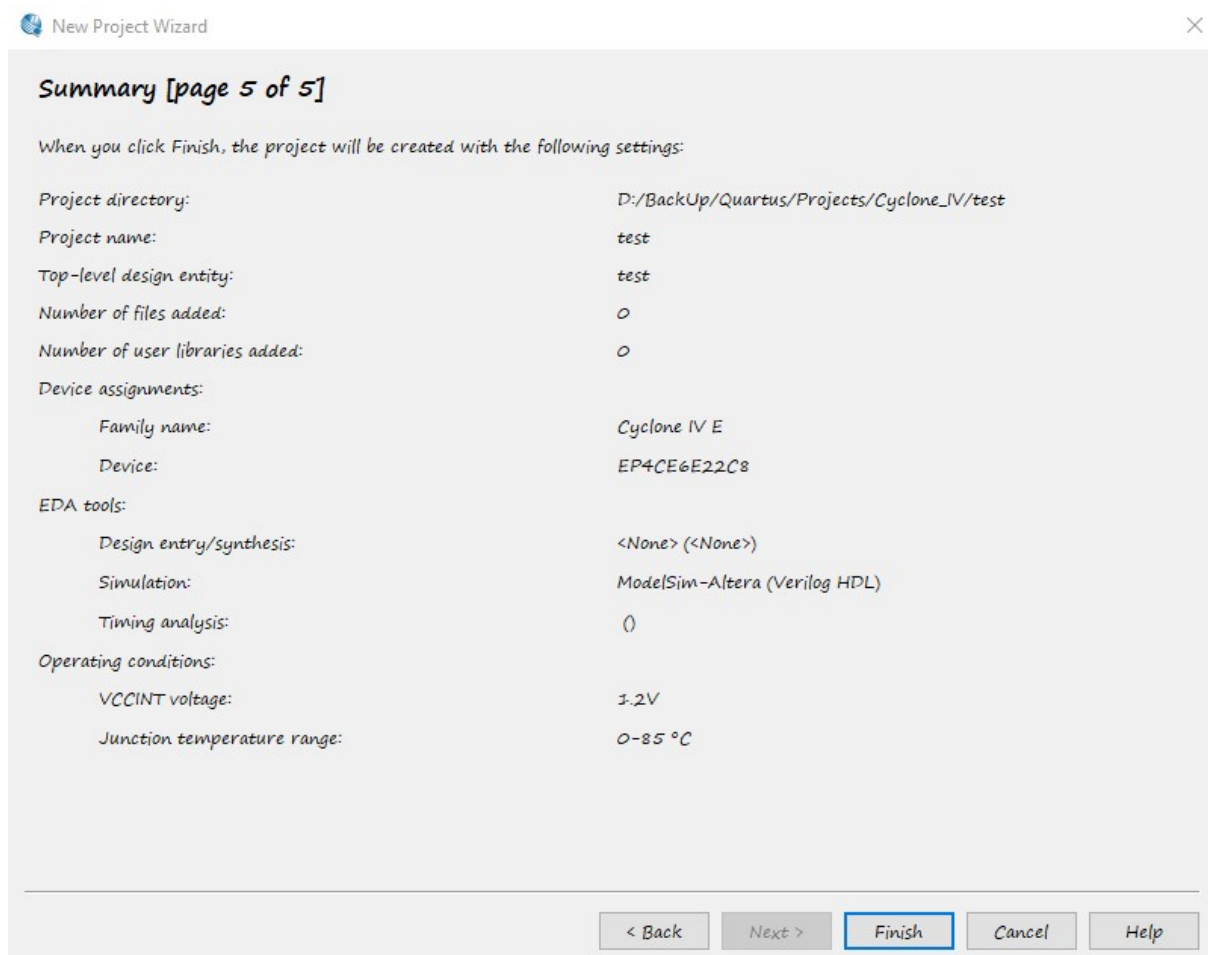 New Project Wizard
Summary [page 5 of 5]
When you click Finish, the project will be created with the following settings:
Project directory: D:/BackUp/Quartus/Projects/Cyclone_IV/test
Project name: test
Top-level design entity: test
Number of files added: 0
Number of user libraries added: 0
Device assignments:
Family name: Cyclone IV E
Device: EP4CE6E22C8
EDA tools:
Design entry/synthesis: <None> (<None>)
Simulation: ModelSim-Altera (Verilog HDL)
Timing analysis: ()
Operating conditions:
VCCINT voltage: 1.2V
Junction temperature range: 0-85 °C
< Back Next > Finish Cancel Help